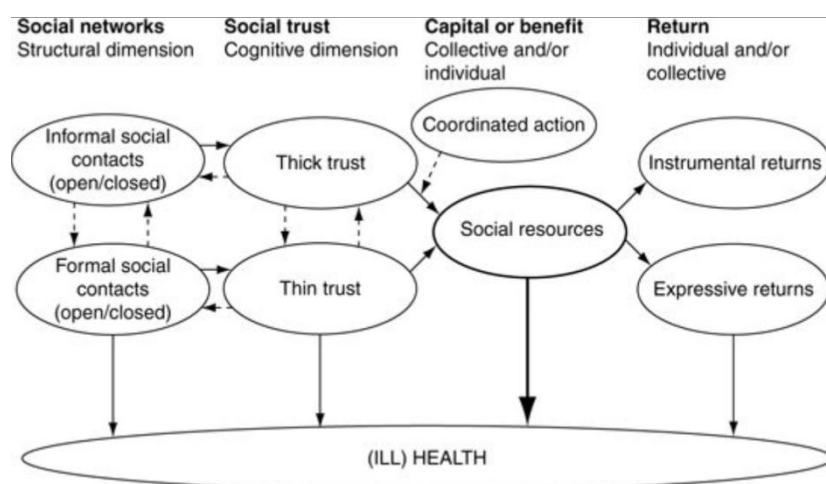 Social networks
Structural dimension
Social trust
Cognitive dimension
Capital or benefit
Collective and/or
individual
Return
Individual and/or
collective
Informal social
contacts
(open/closed)
Thick trust
Coordinated action
Instrumental returns
Social resources
Formal social
contacts
(open/closed)
Thin trust
Expressive returns
(ILL) HEALTH